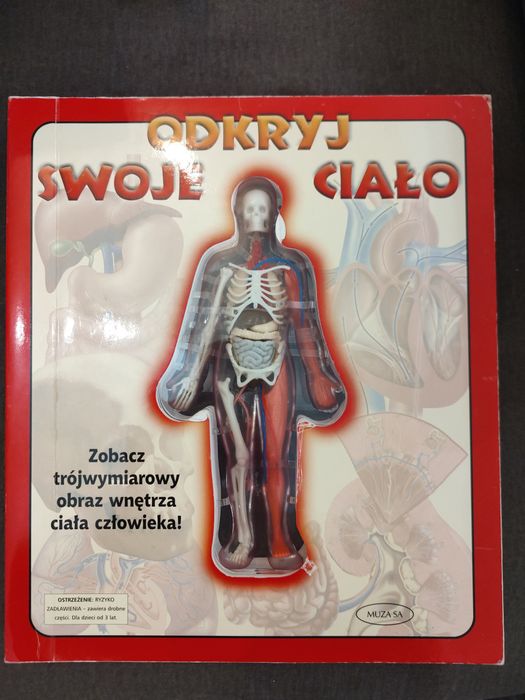 ODKRYJ
SWOJE CIAŁO
Zobacz
trójwymiarowy
obraz wnętrza
ciała człowieka!
OSTRZEŻENIE: RYZYKO
ZADŁAWIENIA – zawiera drobne
części. Dla dzieci od 3 lat.
MUZA SA